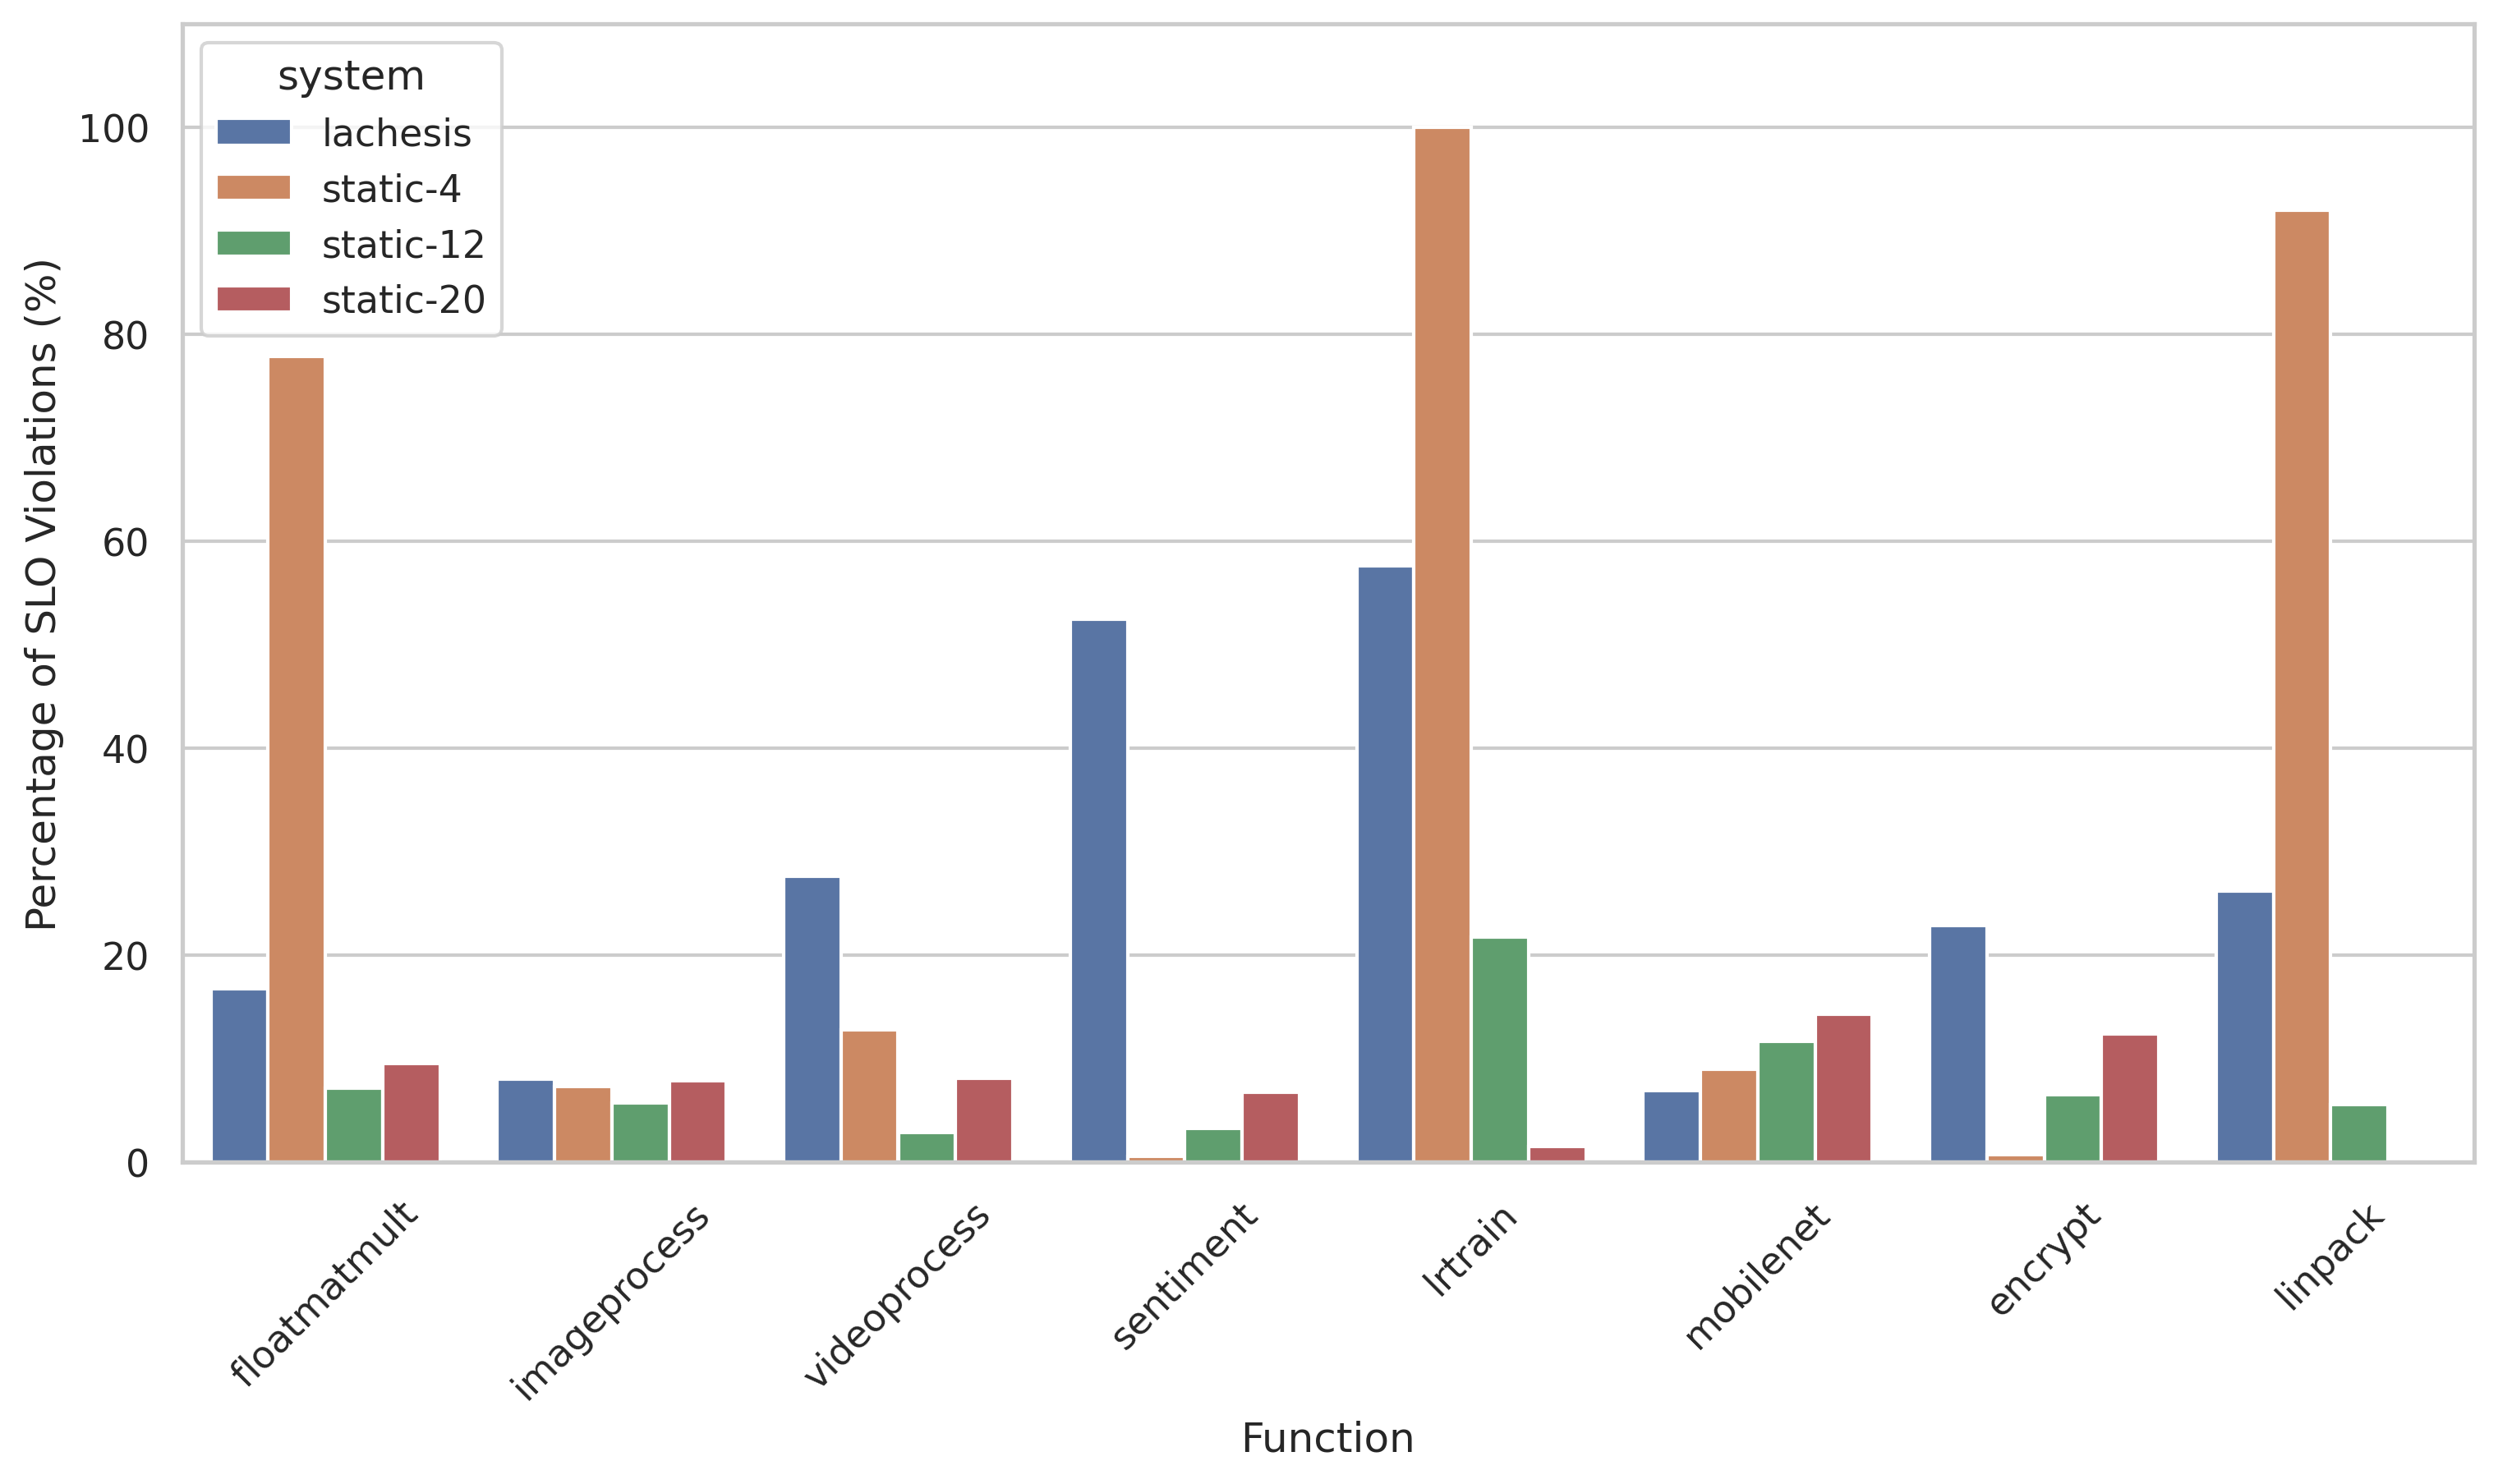 system
lachesis
static-4
static-12
static-20
Percentage of SLO Violations (%)
100
80
60
40
20
0
floatmatmult
imageprocess
videoprocess
sentiment
lrtrain
mobilenet
encrypt
linpack
Function